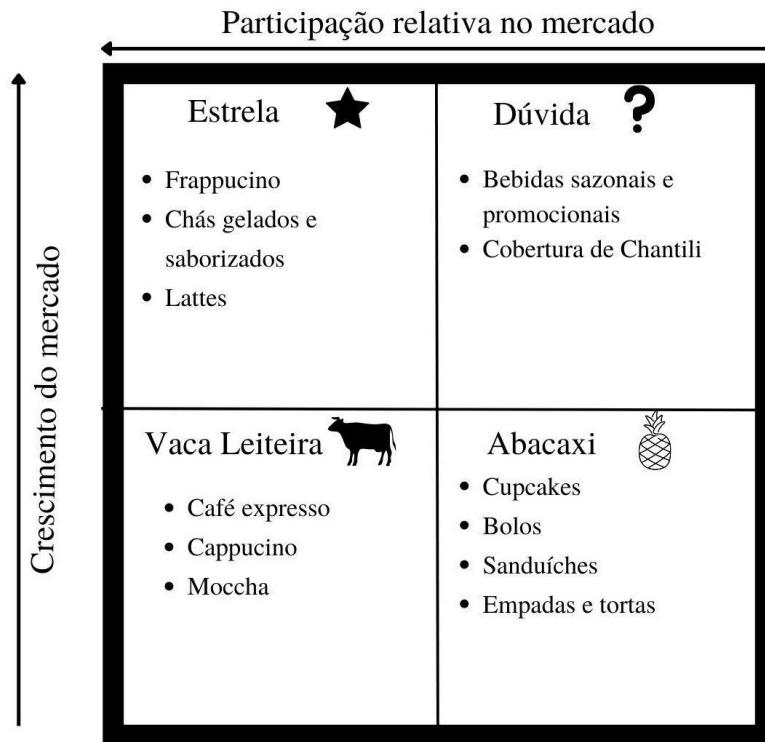 Participação relativa no mercado
Crescimento do mercado
Estrela
• Frappucino
• Chás gelados e
saborizados
• Lattes
Dúvida ?
• Bebidas sazonais e
promocionais
• Cobertura de Chantili
Vaca Leiteira
• Café expresso
• Cappucino
• Moccha
Abacaxi
• Cupcakes
• Bolos
• Sanduíches
• Empadas e tortas